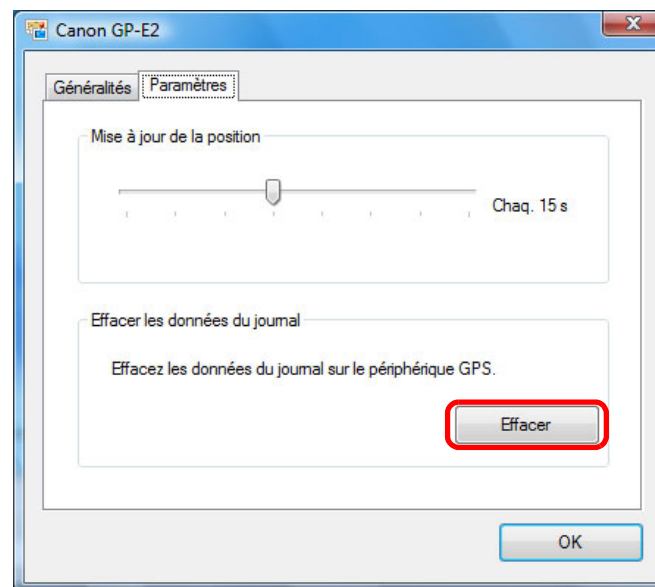 Canon GP-E2
X
Généralités Paramètres
Mise à jour de la position
Chaq. 15 s
Effacer les données du journal
Effacez les données du journal sur le périphérique GPS.
Effacer
OK